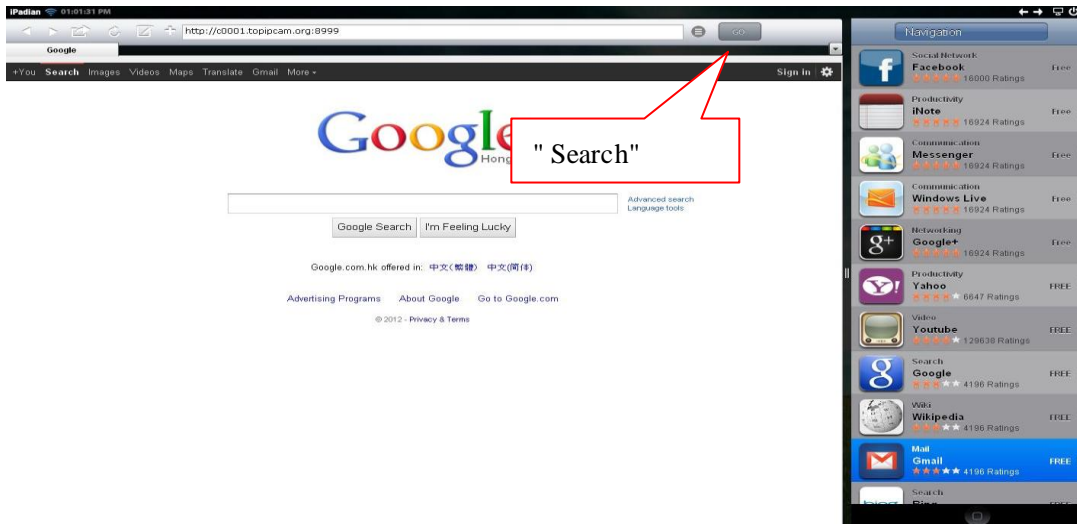 iPadian 01:01:31 PM
http://c0001.topipcam.org:8999
GO
Google
+You Search Images Videos Maps Translate Gmail More
Sign in
Google
Hong
" Search"
Advanced search
Language tools
Google Search I'm Feeling Lucky
Google.com.hk offered in: 中文(繁體) 中文(简体)
Advertising Programs About Google Go to Google.com
© 2012 - Privacy & Terms
Navigation
Social Network
Facebook Free
16000 Ratings
Productivity
iNote Free
16924 Ratings
Communication
Messenger Free
16924 Ratings
Communication
Windows Live Free
16924 Ratings
Networking
Google+ Free
16924 Ratings
Productivity
Yahoo FREE
6647 Ratings
Video
Youtube FREE
129638 Ratings
Search
Google FREE
4196 Ratings
Wiki
Wikipedia FREE
4196 Ratings
Mail
Gmail FREE
4196 Ratings
Search